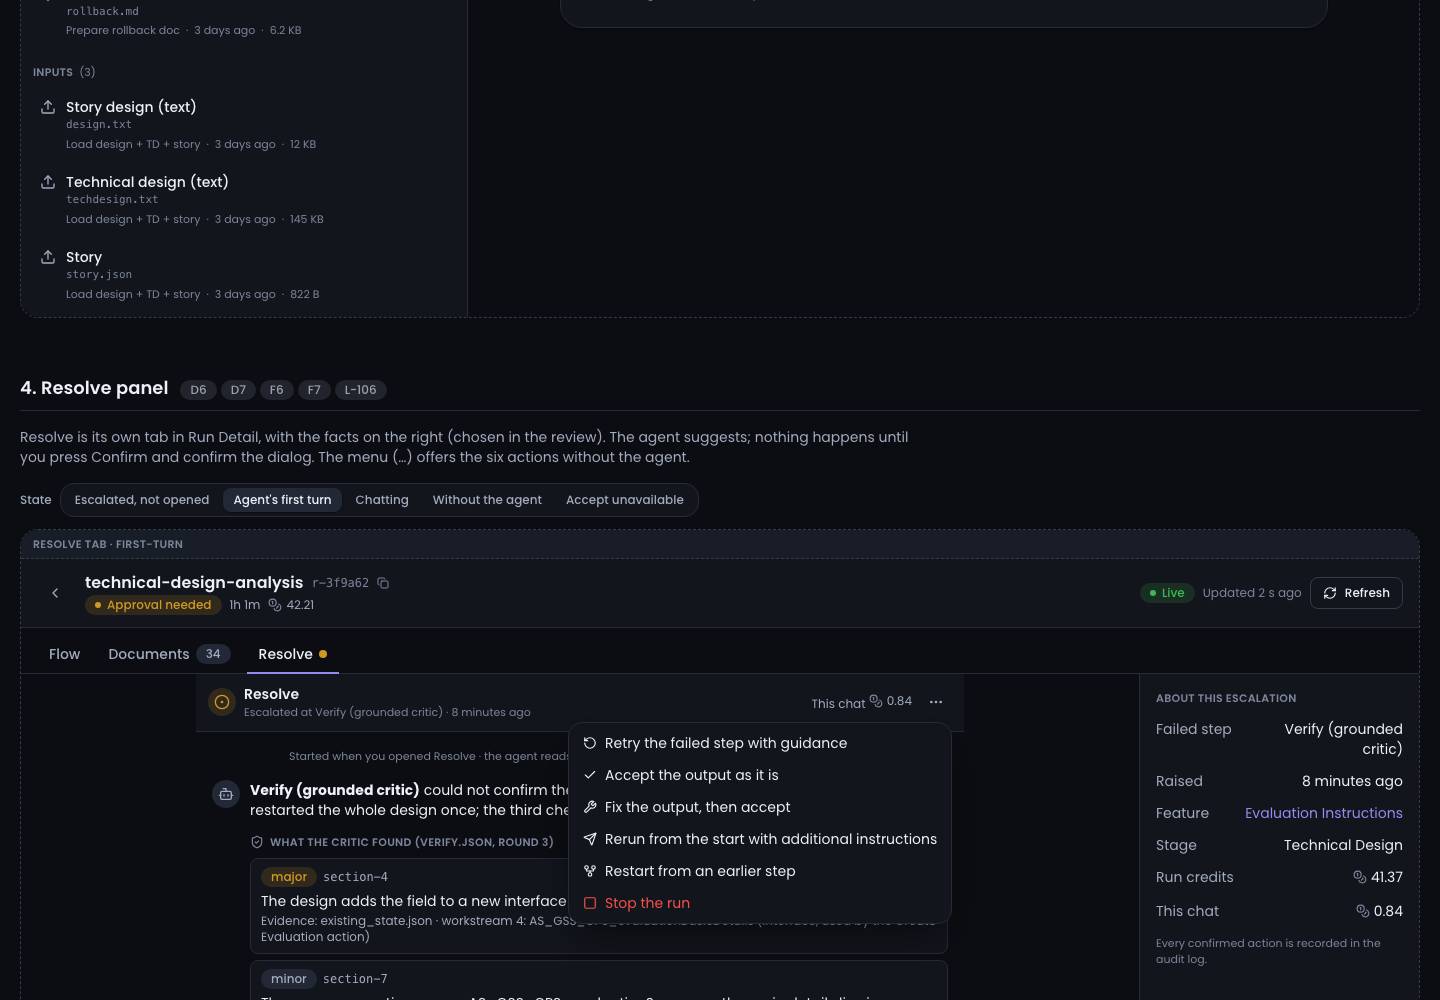 rollback.md
Prepare rollback doc · 3 days ago · 6.2 KB
INPUTS (3)
Story design (text)
design.txt
Load design + TD + story · 3 days ago · 12 KB
Technical design (text)
techdesign.txt
Load design + TD + story · 3 days ago · 145 KB
Story
story.json
Load design + TD + story · 3 days ago · 822 B
4. Resolve panel D6 D7 F6 F7 L-106
Resolve is its own tab in Run Detail, with the facts on the right (chosen in the review). The agent suggests; nothing happens until
you press Confirm and confirm the dialog. The menu (…) offers the six actions without the agent.
State Escalated, not opened Agent's first turn Chatting Without the agent Accept unavailable
RESOLVE TAB · FIRST-TURN
technical-design-analysis r-3f9a62
Approval needed 1h 1m 42.21
Live Updated 2 s ago Refresh
Flow Documents 34 Resolve
Resolve
Escalated at Verify (grounded critic) · 8 minutes ago
This chat 0.84
Started when you opened Resolve · the agent reads
Verify (grounded critic) could not confirm the
restarted the whole design once; the third che
WHAT THE CRITIC FOUND (VERIFY.JSON, ROUND 3)
major section-4
The design adds the field to a new interface
Evidence: existing_state.json · workstream 4:
Evaluation action)
minor section-7
Retry the failed step with guidance
Accept the output as it is
Fix the output, then accept
Rerun from the start with additional instructions
Restart from an earlier step
Stop the run
ABOUT THIS ESCALATION
Failed step Verify (grounded
critic)
Raised 8 minutes ago
Feature Evaluation Instructions
Stage Technical Design
Run credits 41.37
This chat 0.84
Every confirmed action is recorded in the
audit log.